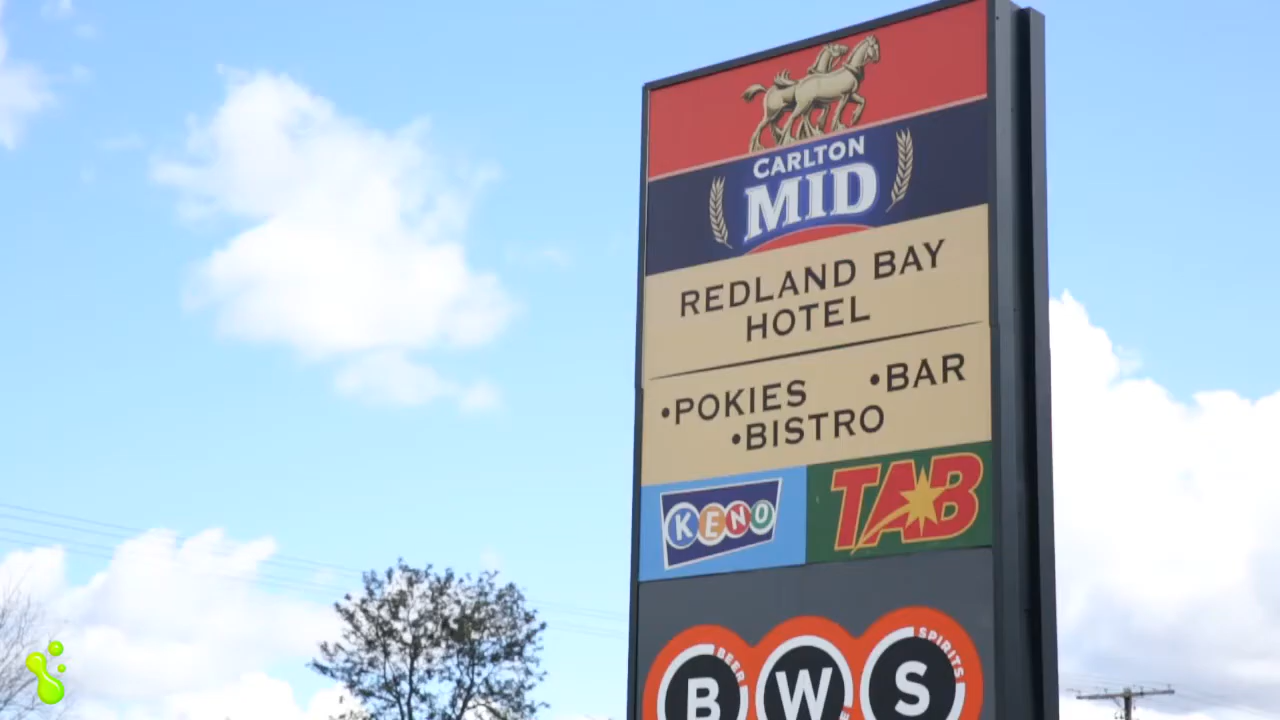 CARLTON
MID
REDLAND BAY
HOTEL
•POKIES •BAR
•BISTRO
KENO TAB
BEER SPIRITS
B W S